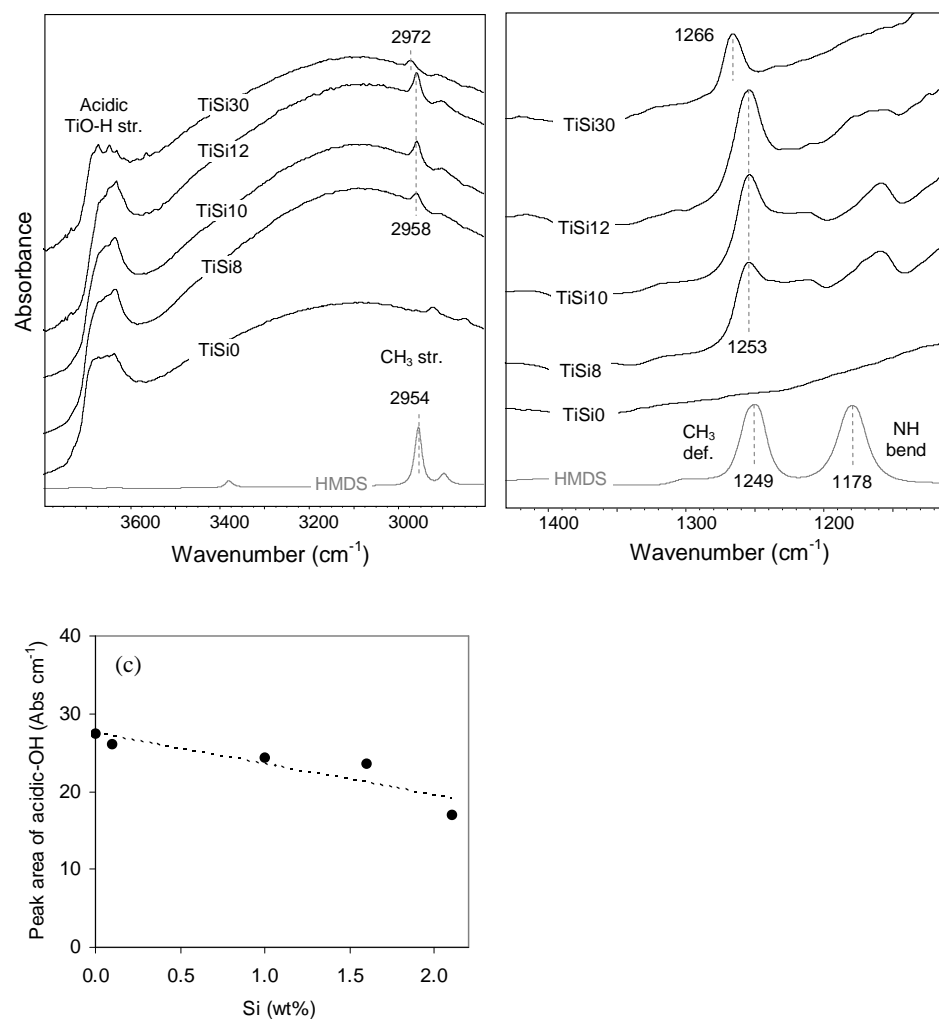 2972
Acidic
TiO-H str.
TiSi30
TiSi12
TiSi10
2958
TiSi8
TiSi0
CH₃ str.
2954
HMDS
Absorbance
3600 3400 3200 3000
Wavenumber (cm⁻¹)
1266
TiSi30
TiSi12
TiSi10
1253
TiSi8
TiSi0
CH₃
def.
NH
bend
HMDS
1249
1178
1400 1300 1200
Wavenumber (cm⁻¹)
(c)
Peak area of acidic-OH (Abs cm⁻¹)
40
30
20
10
0
0.0 0.5 1.0 1.5 2.0
Si (wt%)